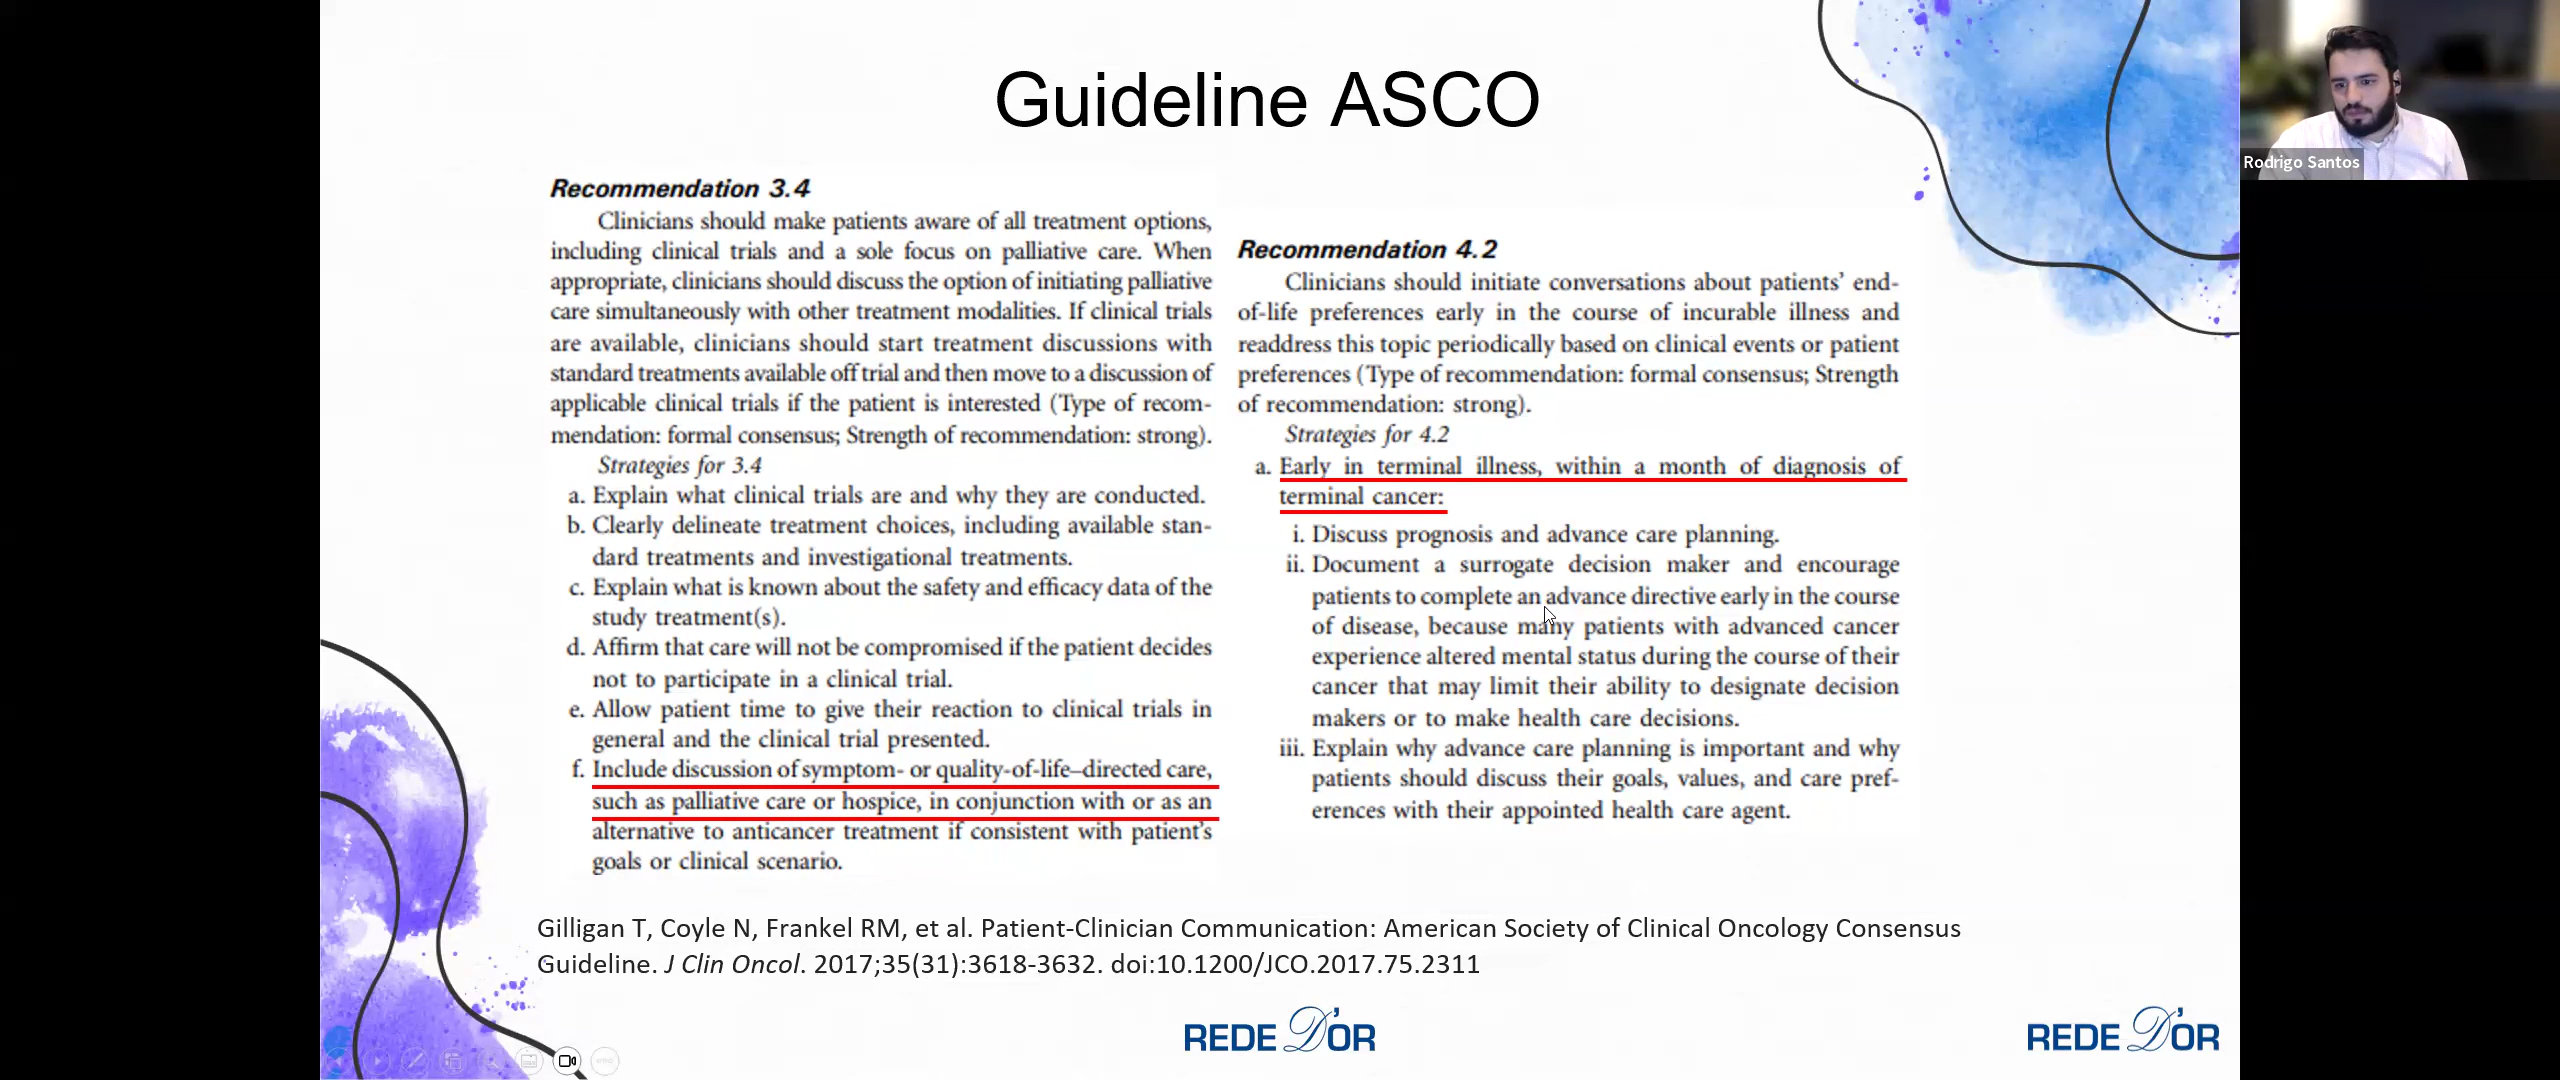 Guideline ASCO
Recommendation 3.4
Clinicians should make patients aware of all treatment options,
including clinical trials and a sole focus on palliative care. When
appropriate, clinicians should discuss the option of initiating palliative
care simultaneously with other treatment modalities. If clinical trials
are available, clinicians should start treatment discussions with
standard treatments available off trial and then move to a discussion of
applicable clinical trials if the patient is interested (Type of recom-
mendation: formal consensus; Strength of recommendation: strong).
Strategies for 3.4
a. Explain what clinical trials are and why they are conducted.
b. Clearly delineate treatment choices, including available stan-
dard treatments and investigational treatments.
c. Explain what is known about the safety and efficacy data of the
study treatment(s).
d. Affirm that care will not be compromised if the patient decides
not to participate in a clinical trial.
e. Allow patient time to give their reaction to clinical trials in
general and the clinical trial presented.
f. Include discussion of symptom- or quality-of-life–directed care,
such as palliative care or hospice, in conjunction with or as an
alternative to anticancer treatment if consistent with patient's
goals or clinical scenario.
Recommendation 4.2
Clinicians should initiate conversations about patients' end-
of-life preferences early in the course of incurable illness and
readdress this topic periodically based on clinical events or patient
preferences (Type of recommendation: formal consensus; Strength
of recommendation: strong).
Strategies for 4.2
a. Early in terminal illness, within a month of diagnosis of
terminal cancer:
i. Discuss prognosis and advance care planning.
ii. Document a surrogate decision maker and encourage
patients to complete an advance directive early in the course
of disease, because many patients with advanced cancer
experience altered mental status during the course of their
cancer that may limit their ability to designate decision
makers or to make health care decisions.
iii. Explain why advance care planning is important and why
patients should discuss their goals, values, and care pref-
erences with their appointed health care agent.
Gilligan T, Coyle N, Frankel RM, et al. Patient-Clinician Communication: American Society of Clinical Oncology Consensus
Guideline. J Clin Oncol. 2017;35(31):3618-3632. doi:10.1200/JCO.2017.75.2311
REDE D'OR
REDE D'OR
Rodrigo Santos